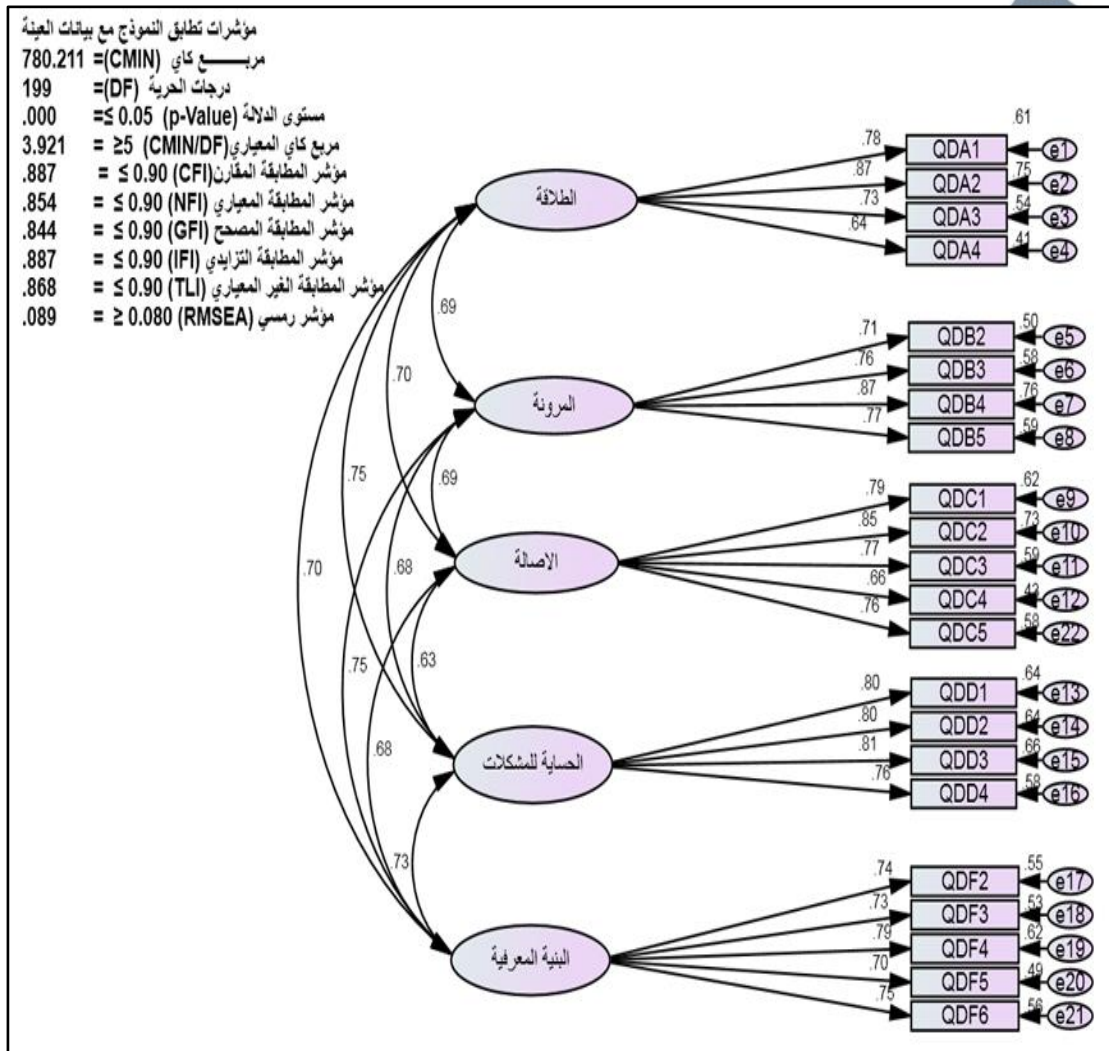 مؤشرات تطابق النموذج مع بيانات العينة
مربـــــع كاي (CMIN)= 780.211
درجات الحرية (DF)= 199
مستوى الدلالة (p-Value) 0.05 ≥= .000
مربع كاي المعياري(CMIN/DF) 5≤ = 3.921
مؤشر المطابقة المقارن(CFI) 0.90 ≥ = .887
مؤشر المطابقة المعياري (NFI) 0.90 ≥ = .854
مؤشر المطابقة المصحح (GFI) 0.90 ≥ = .844
مؤشر المطابقة التزايدي (IFI) 0.90 ≥ = .887
مؤشر المطابقة الغير المعياري (TLI) 0.90 ≥ = .868
مؤشر رمسي (RMSEA) 0.080 ≤ = .089
الطلاقة
.78 QDA1 .61 e1
.87 QDA2 .75 e2
.73 QDA3 .54 e3
.64 QDA4 .41 e4
.69
.70
.75
.70
المرونة
.71 QDB2 .50 e5
.76 QDB3 .58 e6
.87 QDB4 .76 e7
.77 QDB5 .59 e8
.69
.68
.75
الاصالة
.79 QDC1 .62 e9
.85 QDC2 .73 e10
.77 QDC3 .59 e11
.66 QDC4 .43 e12
.76 QDC5 .58 e22
.63
.68
الحساية للمشكلات
.80 QDD1 .64 e13
.80 QDD2 .64 e14
.81 QDD3 .66 e15
.76 QDD4 .58 e16
.73
البنية المعرفية
.74 QDF2 .55 e17
.73 QDF3 .53 e18
.79 QDF4 .62 e19
.70 QDF5 .49 e20
.75 QDF6 .56 e21